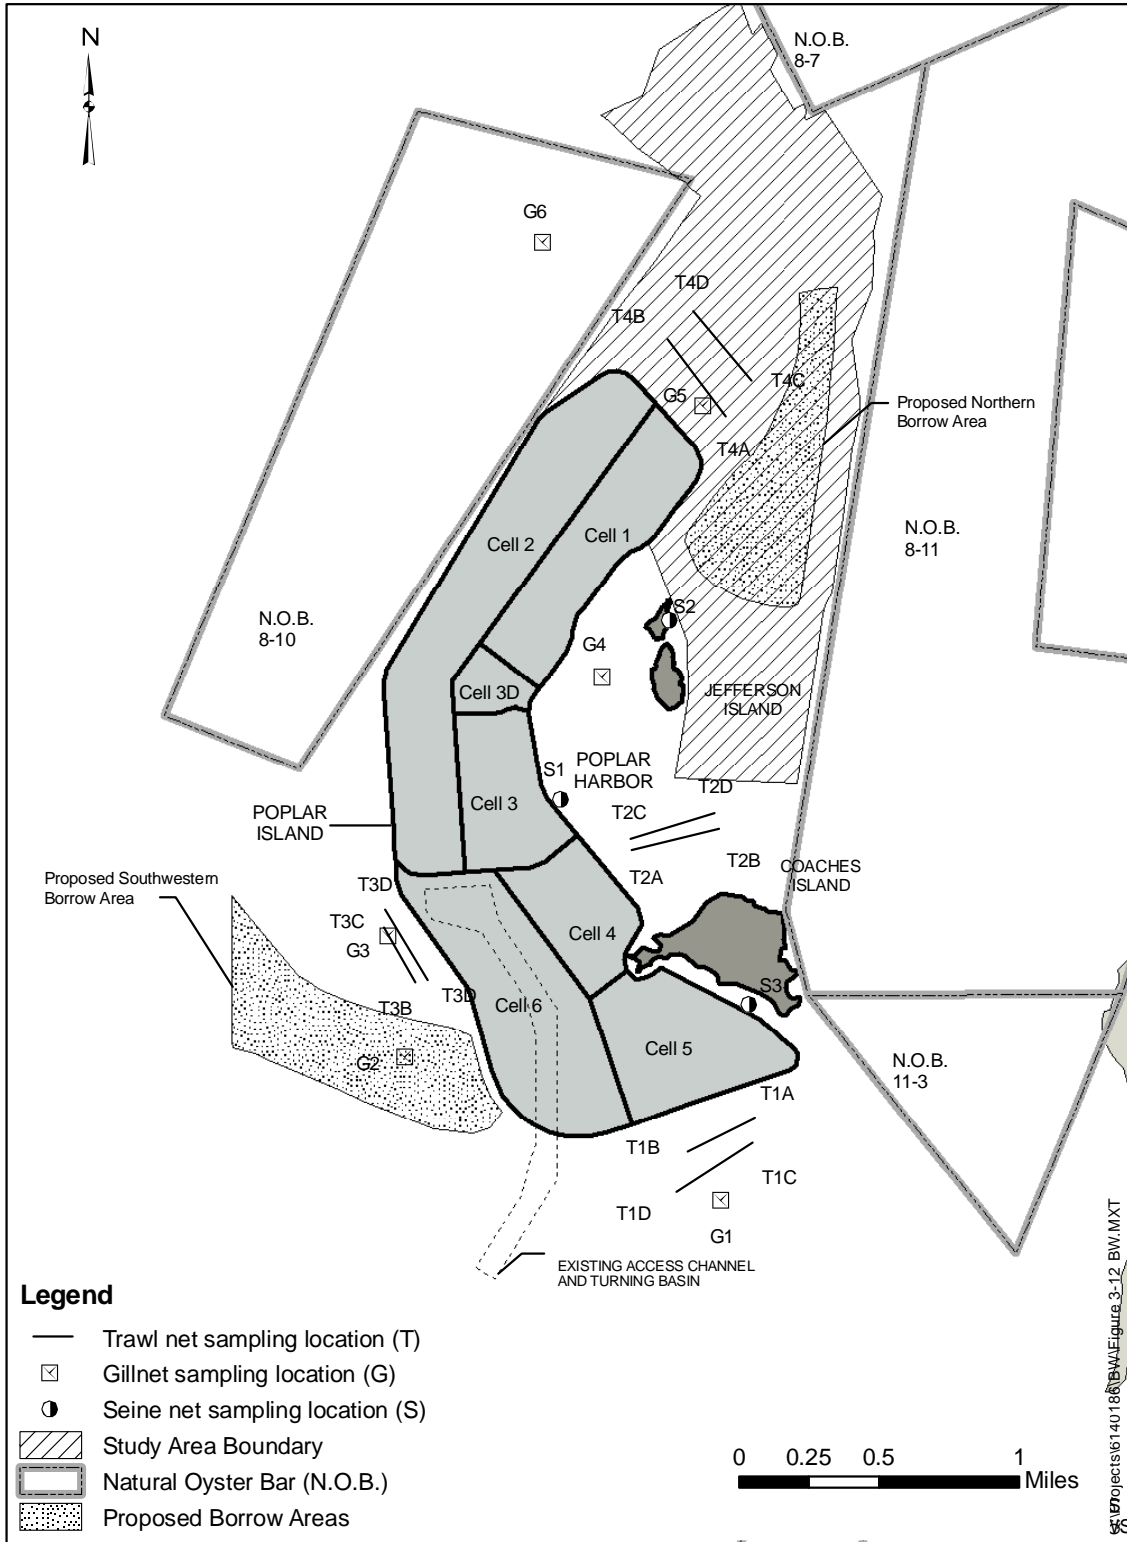 N
N.O.B.
8-7
G6
T4D
T4B
T4C
G5
Proposed Northern
Borrow Area
T4A
Cell 2
Cell 1
N.O.B.
8-11
S2
N.O.B.
8-10
G4
Cell 3D
JEFFERSON
ISLAND
S1
POPLAR
HARBOR
T2D
Cell 3
T2C
POPLAR
ISLAND
T2B
COACHES
ISLAND
T2A
Proposed Southwestern
Borrow Area
T3D
T3C
G3
Cell 4
T3D
Cell 6
S3
T3B
Cell 5
G2
N.O.B.
11-3
T1A
T1B
T1C
T1D
G1
EXISTING ACCESS CHANNEL
AND TURNING BASIN
Legend
Trawl net sampling location (T)
Gillnet sampling location (G)
Seine net sampling location (S)
Study Area Boundary
Natural Oyster Bar (N.O.B.)
Proposed Borrow Areas
0 0.25 0.5 1
Miles
Projects\6140186\BW\Figure 3-12 BW.MXT